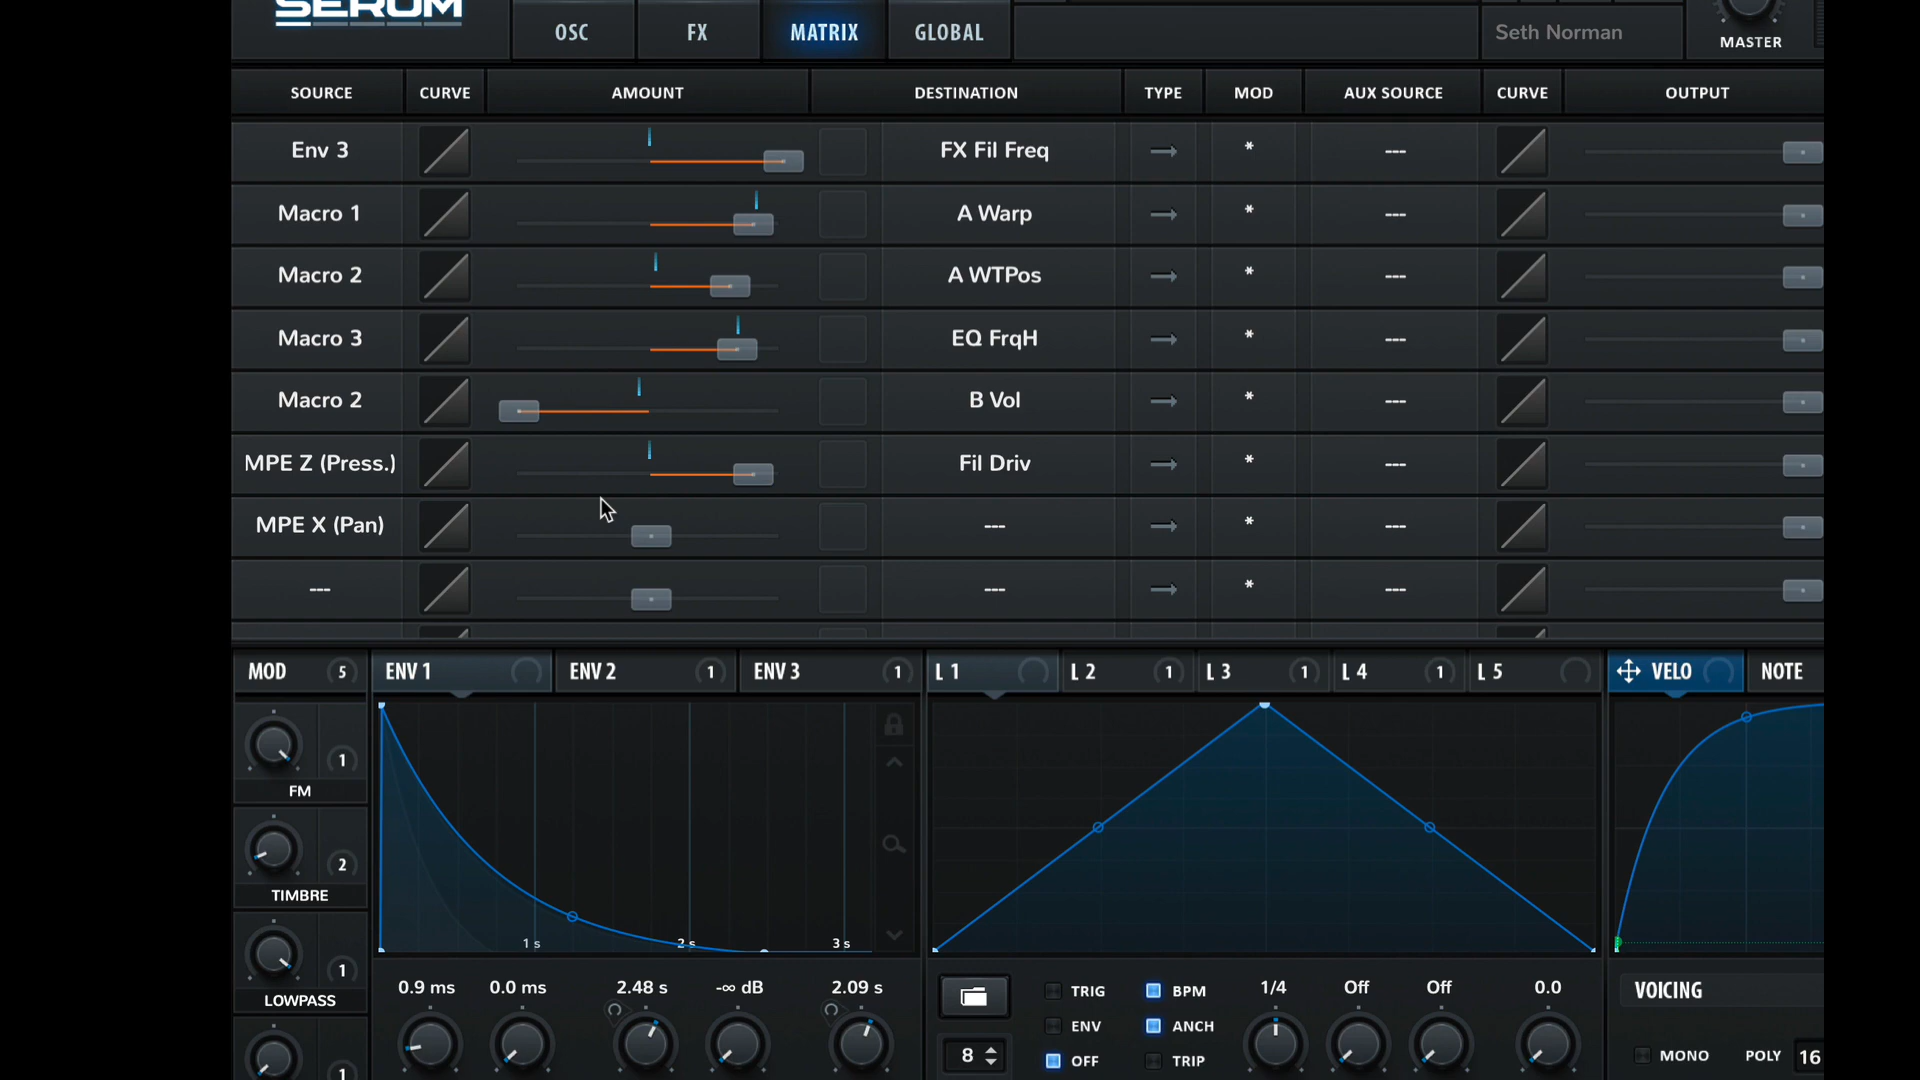 SERUM
OSC FX MATRIX GLOBAL Seth Norman MASTER
SOURCE CURVE AMOUNT DESTINATION TYPE MOD AUX SOURCE CURVE OUTPUT
Env 3 FX Fil Freq * ---
Macro 1 A Warp * ---
Macro 2 A WTPos * ---
Macro 3 EQ FrqH * ---
Macro 2 B Vol * ---
MPE Z (Press.) Fil Driv * ---
MPE X (Pan) --- * ---
--- --- * ---
MOD 5 ENV 1 ENV 2 1 ENV 3 1 L 1 L 2 1 L 3 1 L 4 1 L 5 VELO NOTE
1
FM
2
TIMBRE
1
LOWPASS
1
1 s 2 s 3 s
0.9 ms 0.0 ms 2.48 s -∞ dB 2.09 s
TRIG BPM 1/4 Off Off 0.0
ENV ANCH
8 OFF TRIP
VOICING
MONO POLY 16